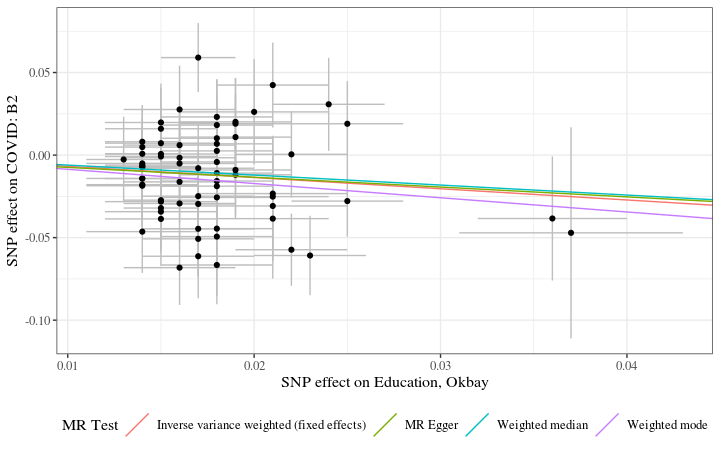 SNP effect on COVID: B2
0.05
0.00
-0.05
-0.10
0.01 0.02 0.03 0.04
SNP effect on Education, Okbay
MR Test Inverse variance weighted (fixed effects) MR Egger Weighted median Weighted mode